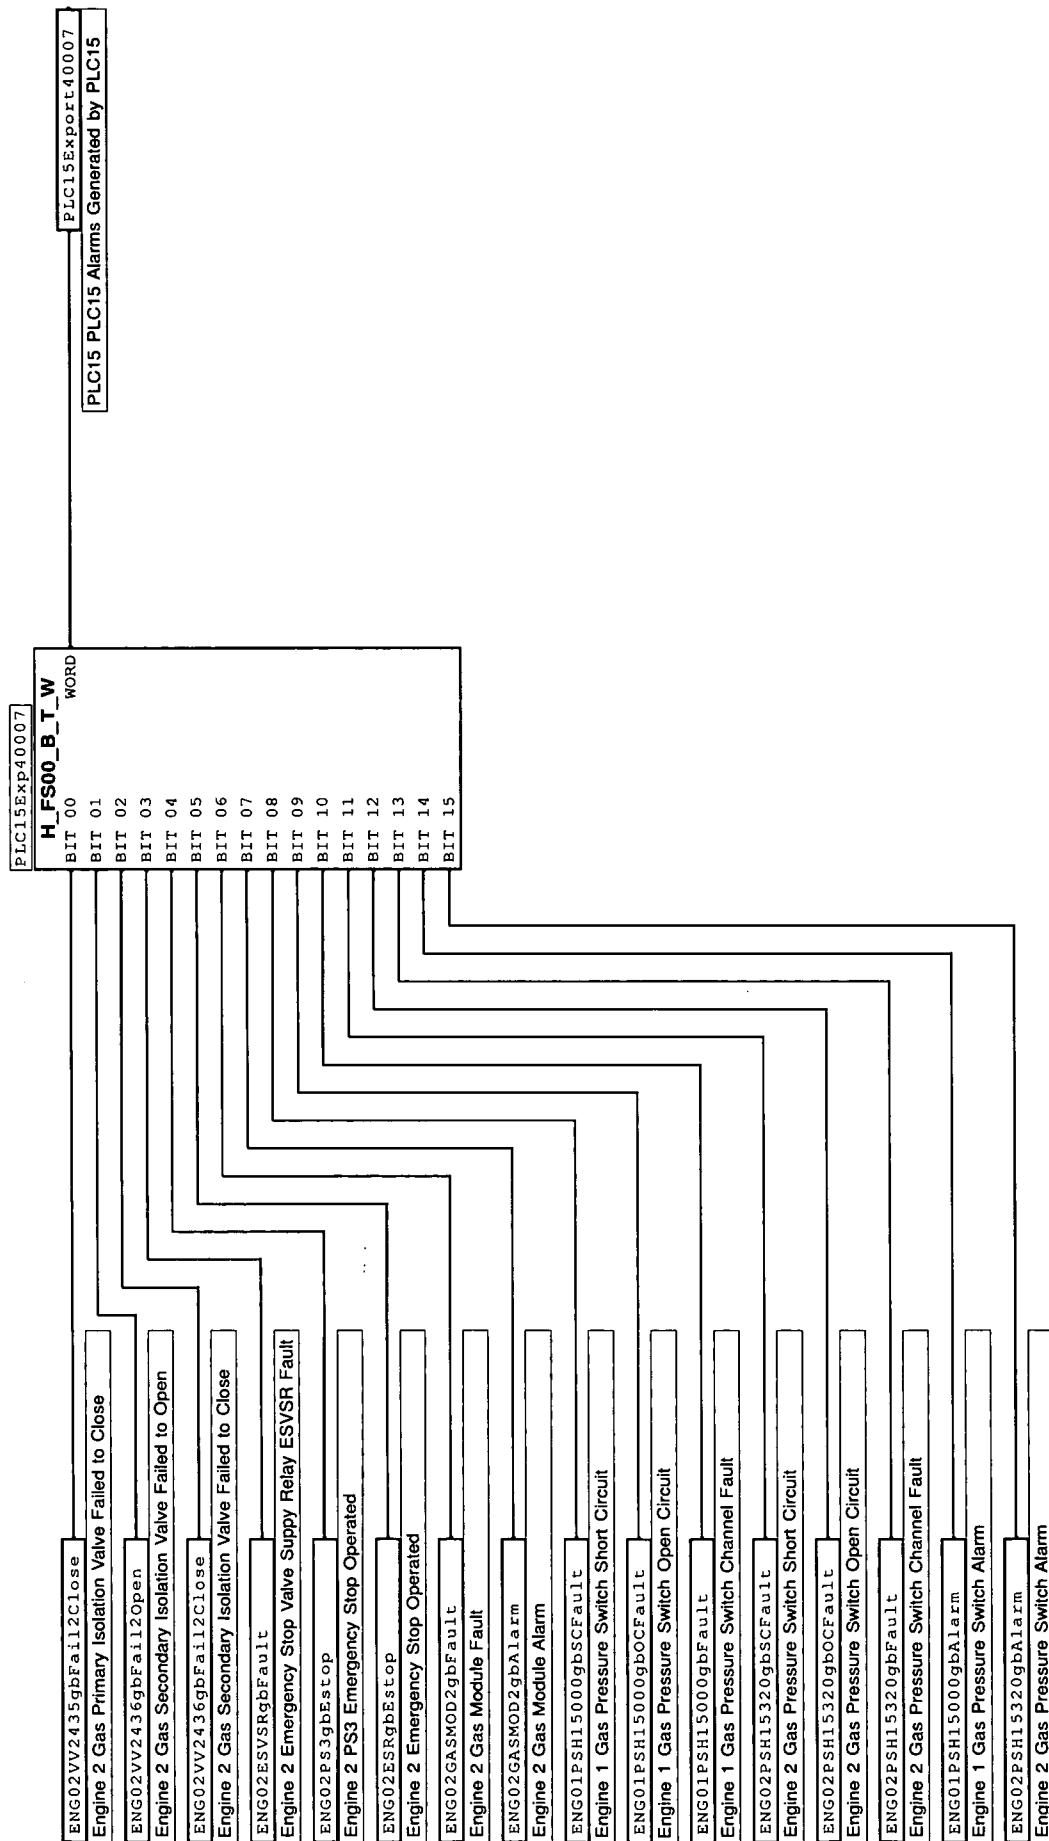 PLC15Exp40007
H_FS00_B_T_W
BIT 00
WORD
BIT 01
BIT 02
BIT 03
BIT 04
BIT 05
BIT 06
BIT 07
BIT 08
BIT 09
BIT 10
BIT 11
BIT 12
BIT 13
BIT 14
BIT 15
PLC15Export40007
PLC15 PLC15 Alarms Generated by PLC15
ENG02VV2435gbFail2Close
Engine 2 Gas Primary Isolation Valve Failed to Close
ENG02VV2436gbFail2Open
Engine 2 Gas Secondary Isolation Valve Failed to Open
ENG02VV2436gbFail2Close
Engine 2 Gas Secondary Isolation Valve Failed to Close
ENG02ESVSRgbFault
Engine 2 Emergency Stop Valve Suppy Relay ESVSR Fault
ENG02PS3gbEstop
Engine 2 PS3 Emergency Stop Operated
ENG02ESRgbEstop
Engine 2 Emergency Stop Operated
ENG02GASMOD2gbFault
Engine 2 Gas Module Fault
ENG02GASMOD2gbAlarm
Engine 2 Gas Module Alarm
ENG01PSH15000gbSCFault
Engine 1 Gas Pressure Switch Short Circuit
ENG01PSH15000gbOCFault
Engine 1 Gas Pressure Switch Open Circuit
ENG01PSH15000gbFault
Engine 1 Gas Pressure Switch Channel Fault
ENG02PSH15320gbSCFault
Engine 2 Gas Pressure Switch Short Circuit
ENG02PSH15320gbOCFault
Engine 2 Gas Pressure Switch Open Circuit
ENG02PSH15320gbFault
Engine 2 Gas Pressure Switch Channel Fault
ENG01PSH15000gbAlarm
Engine 1 Gas Pressure Switch Alarm
ENG02PSH15320gbAlarm
Engine 2 Gas Pressure Switch Alarm